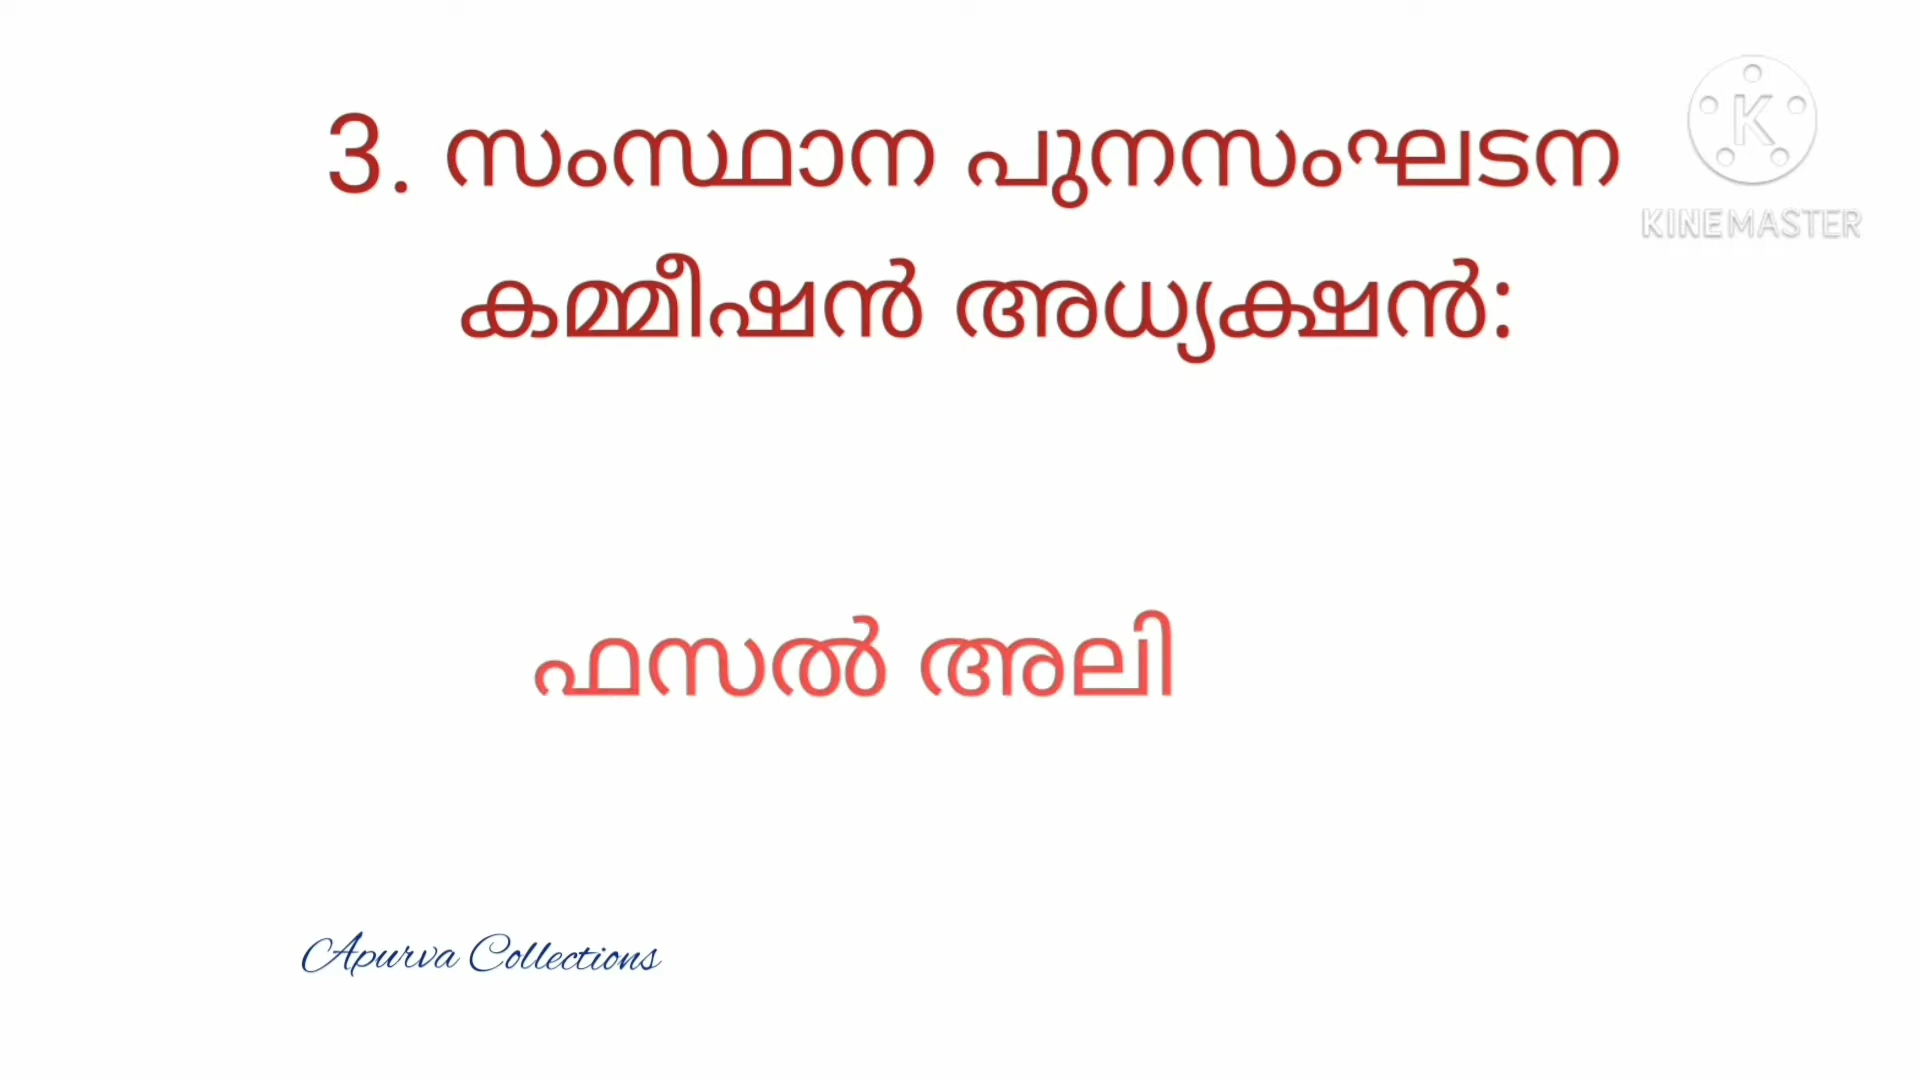 3. സംസ്ഥാന പുനസംഘടന
കമ്മീഷൻ അധ്യക്ഷൻ:
ഫസൽ അലി
Apurva Collections
K
KINEMASTER